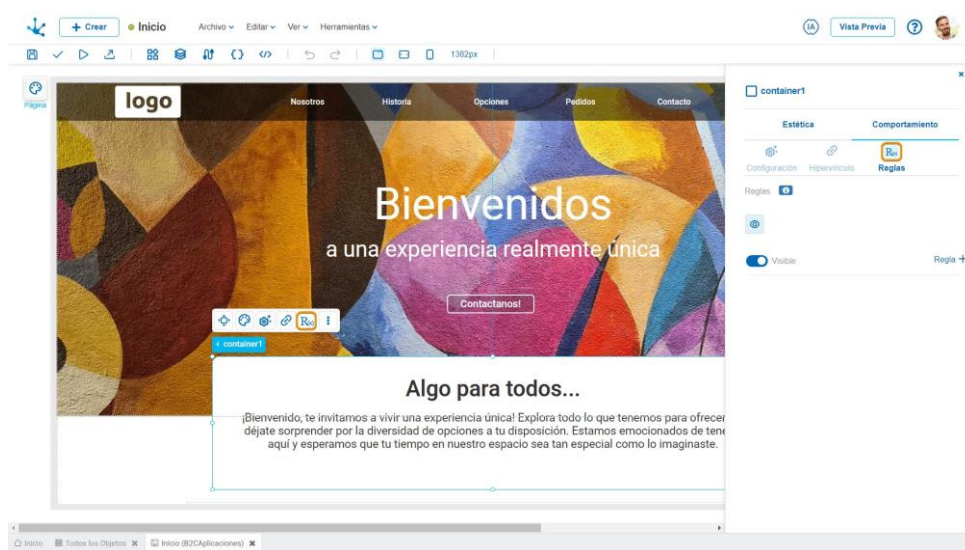 + Crear
Inicio
Archivo Editar Ver Herramientas
IA
Vista Previa
?
1382px
Página
logo
Nosotros Historia Opciones Pedidos Contacto
Bienvenidos
a una experiencia realmente única
Contactanos!
container1
Algo para todos...
¡Bienvenido, te invitamos a vivir una experiencia única! Explora todo lo que tenemos para ofrecer
déjate sorprender por la diversidad de opciones a tu disposición. Estamos emocionados de tene
aquí y esperamos que tu tiempo en nuestro espacio sea tan especial como lo imaginaste.
container1
Estética Comportamiento
Configuración Hipervínculo Reglas
Reglas
Visible Regla +
Inicio Todos los Objetos Inicio (B2CAplicaciones)